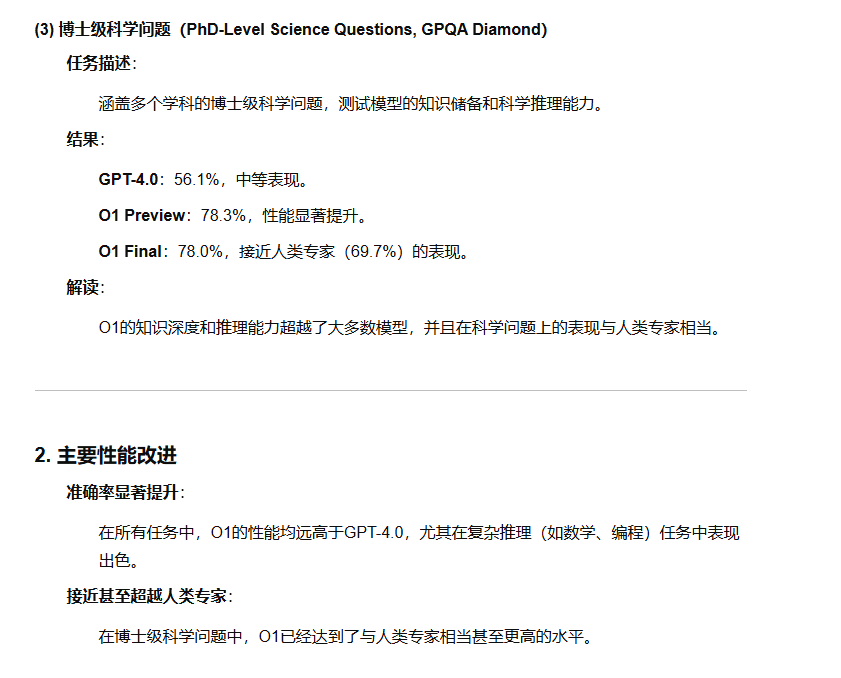 (3) 博士级科学问题（PhD-Level Science Questions, GPQA Diamond）
任务描述：
涵盖多个学科的博士级科学问题，测试模型的知识储备和科学推理能力。
结果：
GPT-4.0：56.1%，中等表现。
O1 Preview：78.3%，性能显著提升。
O1 Final：78.0%，接近人类专家（69.7%）的表现。
解读：
O1的知识深度和推理能力超越了大多数模型，并且在科学问题上的表现与人类专家相当。
2. 主要性能改进
准确率显著提升：
在所有任务中，O1的性能均远高于GPT-4.0，尤其在复杂推理（如数学、编程）任务中表现
出色。
接近甚至超越人类专家：
在博士级科学问题中，O1已经达到了与人类专家相当甚至更高的水平。